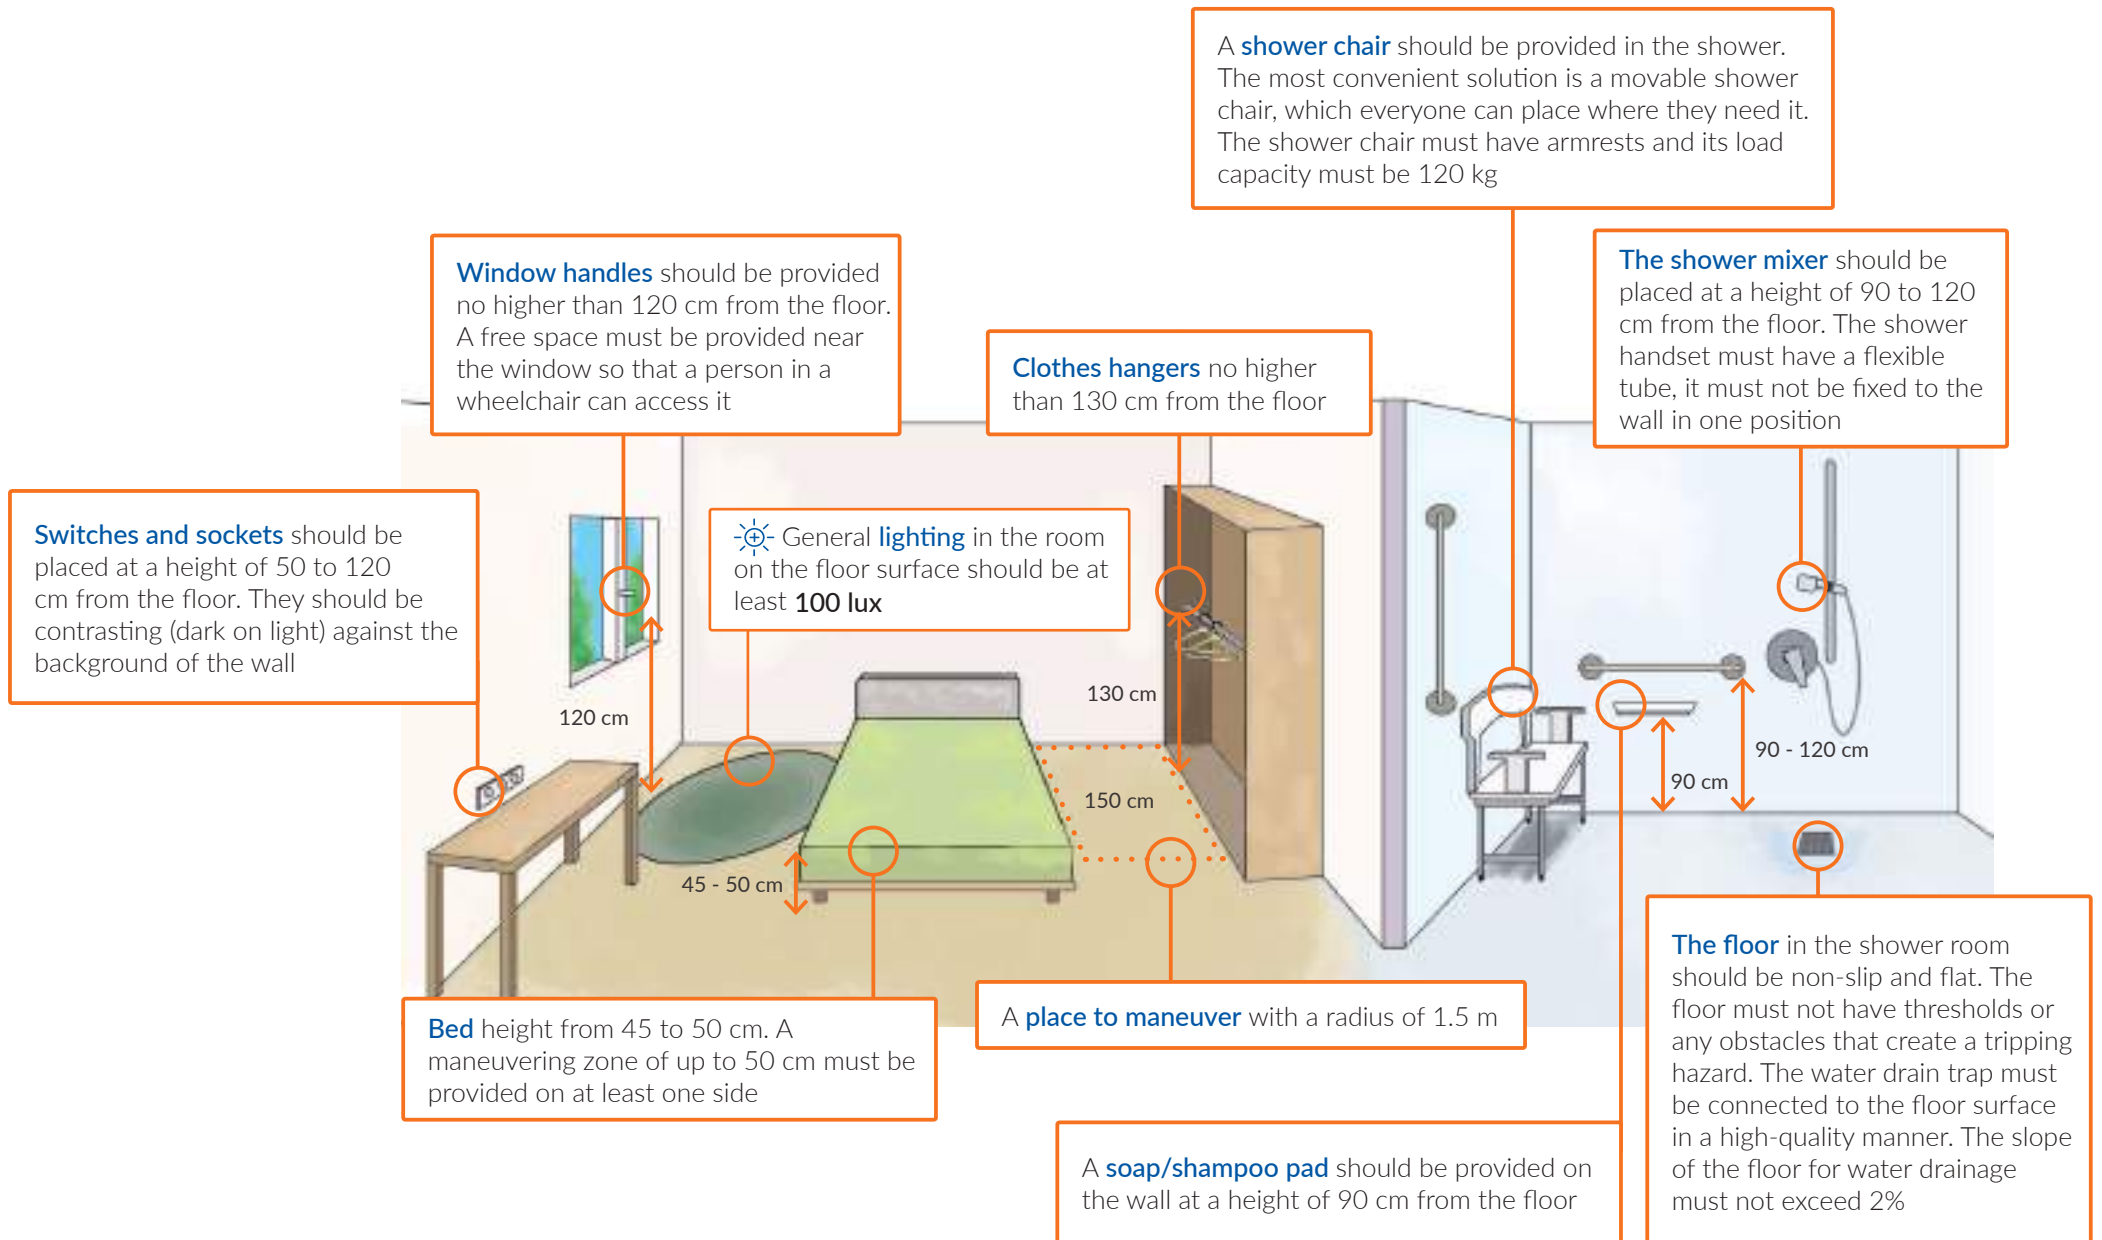 A shower chair should be provided in the shower.
The most convenient solution is a movable shower
chair, which everyone can place where they need it.
The shower chair must have armrests and its load
capacity must be 120 kg
Window handles should be provided
no higher than 120 cm from the floor.
A free space must be provided near
the window so that a person in a
wheelchair can access it
The shower mixer should be
placed at a height of 90 to 120
cm from the floor. The shower
handset must have a flexible
tube, it must not be fixed to the
wall in one position
Clothes hangers no higher
than 130 cm from the floor
Switches and sockets should be
placed at a height of 50 to 120
cm from the floor. They should be
contrasting (dark on light) against the
background of the wall
General lighting in the room
on the floor surface should be at
least 100 lux
120 cm
130 cm
150 cm
45 - 50 cm
90 - 120 cm
90 cm
Bed height from 45 to 50 cm. A
maneuvering zone of up to 50 cm must be
provided on at least one side
A place to maneuver with a radius of 1.5 m
The floor in the shower room
should be non-slip and flat. The
floor must not have thresholds or
any obstacles that create a tripping
hazard. The water drain trap must
be connected to the floor surface
in a high-quality manner. The slope
of the floor for water drainage
must not exceed 2%
A soap/shampoo pad should be provided on
the wall at a height of 90 cm from the floor